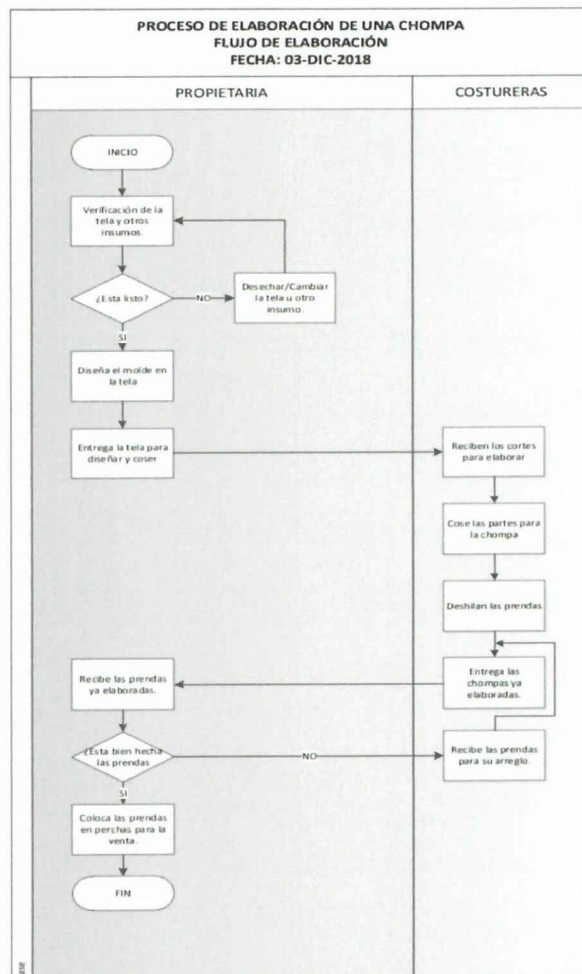 PROCESO DE ELABORACIÓN DE UNA CHOMPA
FLUJO DE ELABORACIÓN
FECHA: 03-DIC-2018
PROPIETARIA
COSTURERAS
INICIO
Verificación de la
tela y otros
insumos.
¿Esta listo?
NO
Desechar/Cambiar
la tela u otro
insumo.
SI
Diseña el molde en
la tela
Entrega la tela para
diseñar y coser
Reciben los cortes
para elaborar
Cose las partes para
la chompa
Deshilan las prendas
Entrega las
chompas ya
elaboradas.
Recibe las prendas
ya elaboradas.
¿Esta bien hecha
las prendas
NO
Recibe las prendas
para su arreglo.
SI
Coloca las prendas
en perchas para la
venta.
FIN